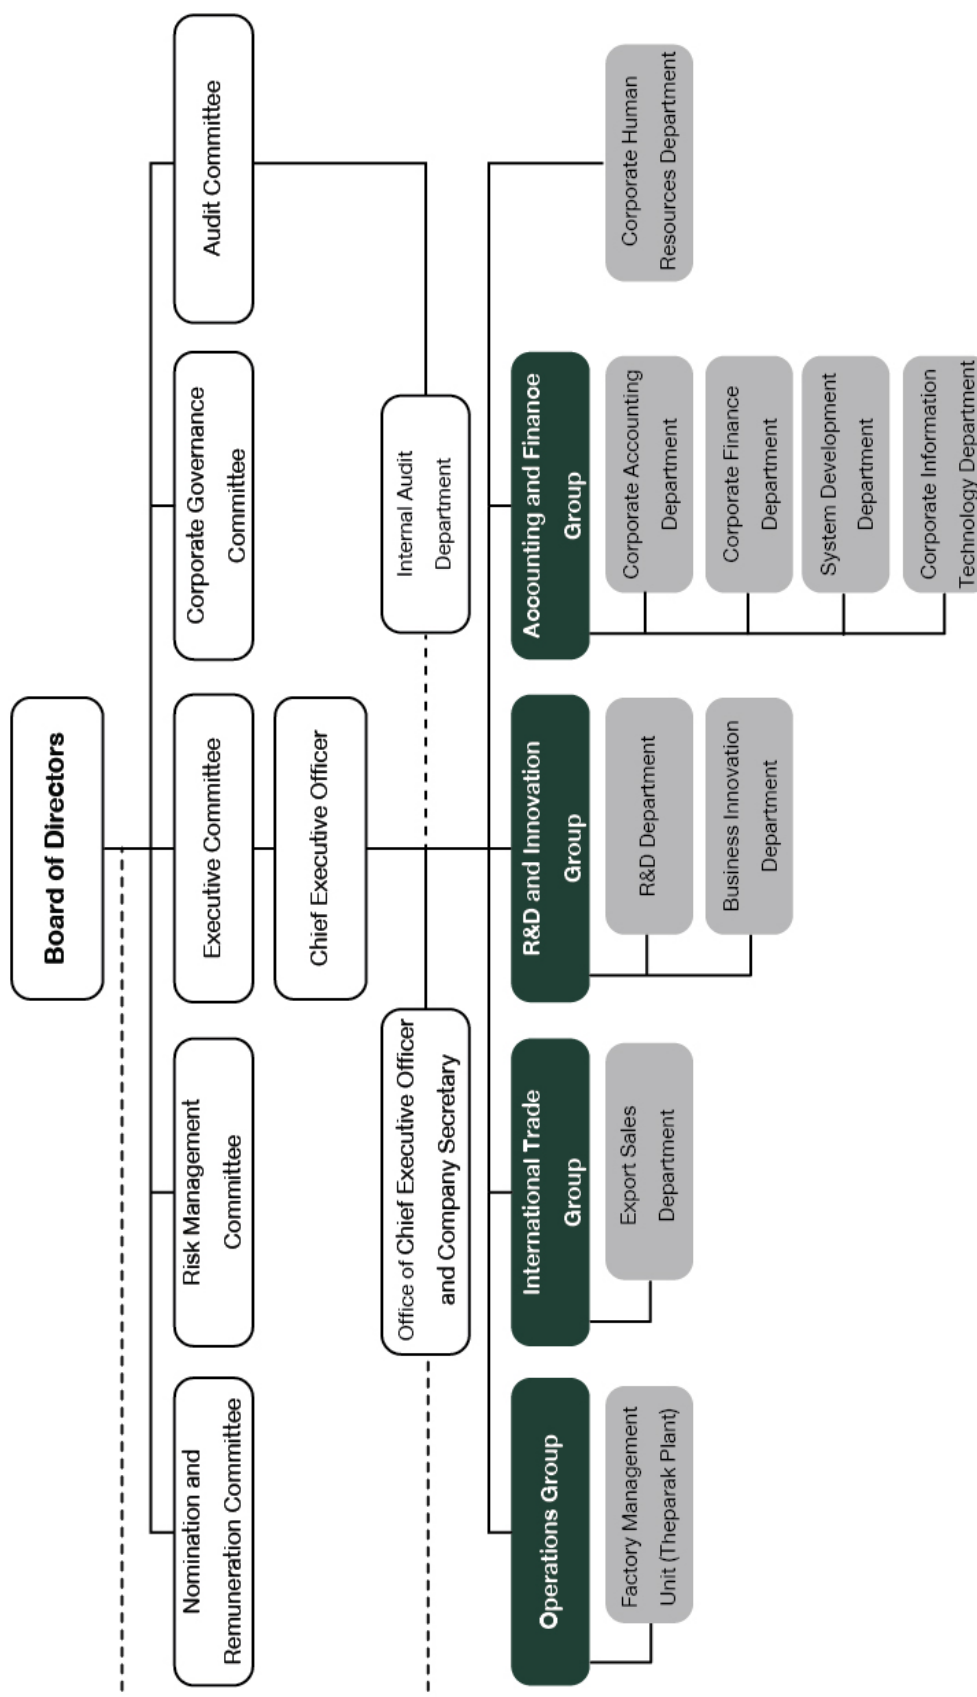 Board of Directors
Nomination and
Remuneration Committee
Risk Management
Committee
Executive Committee
Corporate Governance
Committee
Audit Committee
Chief Executive Officer
Office of Chief Executive Officer
and Company Secretary
Internal Audit
Department
Operations Group
International Trade
Group
R&D and Innovation
Group
Accounting and Finance
Group
Factory Management
Unit (Theparak Plant)
Export Sales
Department
R&D Department
Business Innovation
Department
Corporate Accounting
Department
Corporate Finance
Department
System Development
Department
Corporate Information
Technology Department
Corporate Human
Resources Department